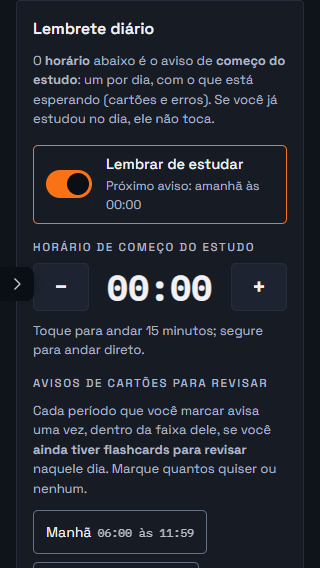 Lembrete diário
O horário abaixo é o aviso de começo do
estudo: um por dia, com o que está
esperando (cartões e erros). Se você já
estudou no dia, ele não toca.
Lembrar de estudar
Próximo aviso: amanhã às
00:00
HORÁRIO DE COMEÇO DO ESTUDO
− 00:00 +
Toque para andar 15 minutos; segure
para andar direto.
AVISOS DE CARTÕES PARA REVISAR
Cada período que você marcar avisa
uma vez, dentro da faixa dele, se você
ainda tiver flashcards para revisar
naquele dia. Marque quantos quiser ou
nenhum.
Manhã 06:00 às 11:59